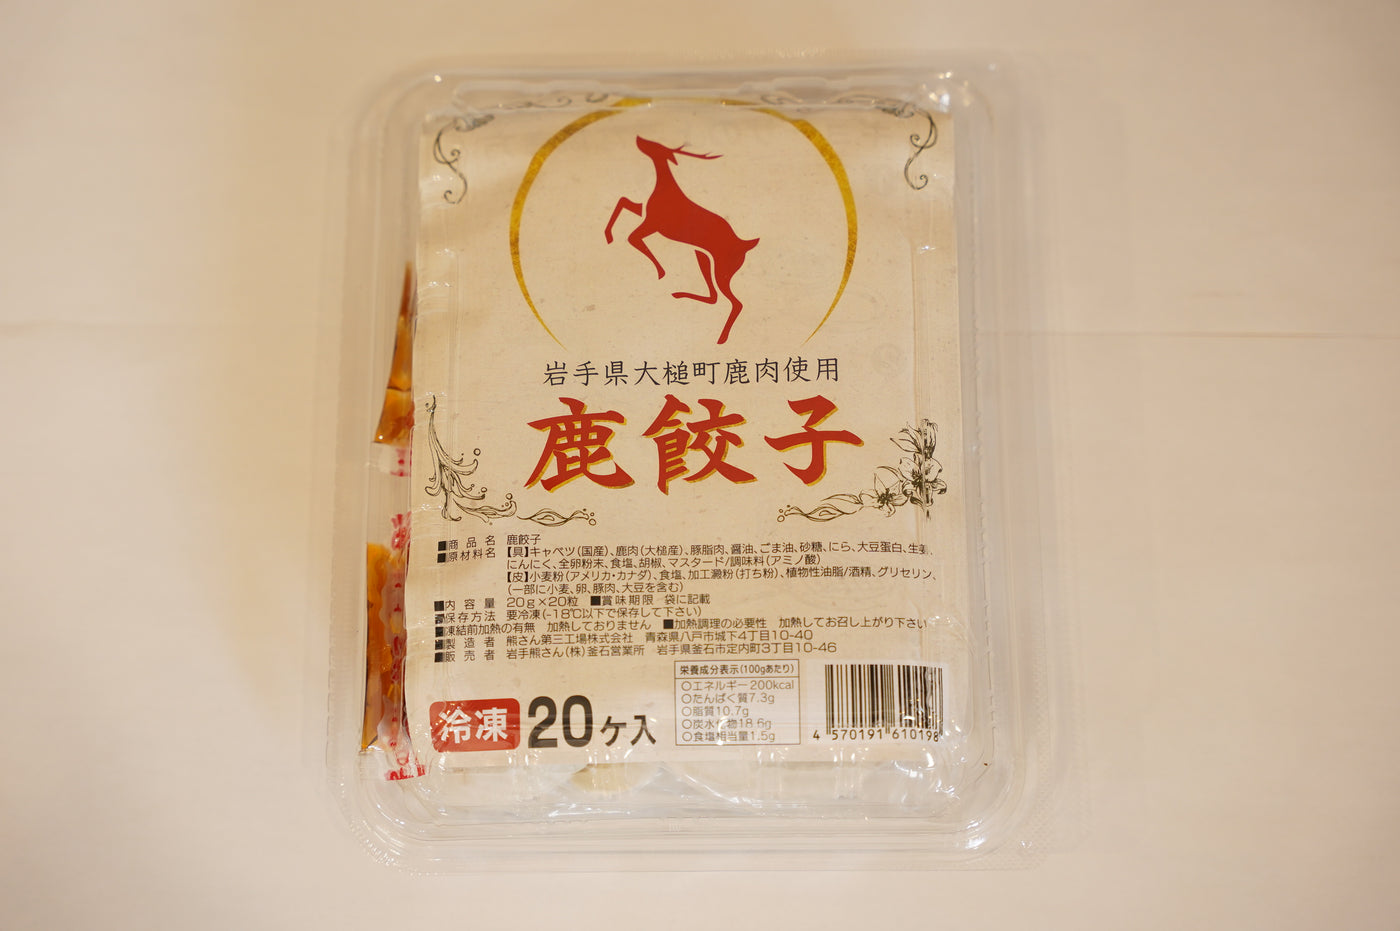 岩手県大槌町鹿肉使用
鹿餃子
■商品名 鹿餃子
■原材料名 【具】キャベツ(国産)、鹿肉(大槌産)、豚脂肉、醤油、ごま油、砂糖、にら、大豆蛋白、生姜、
にんにく、全卵粉末、食塩、胡椒、マスタード/調味料(アミノ酸)
【皮】小麦粉(アメリカ・カナダ)、食塩、加工澱粉(打ち粉)、植物性油脂/酒精、グリセリン、
(一部に小麦、卵、豚肉、大豆を含む)
■内容量 20g×20粒 ■賞味期限 袋に記載
■保存方法 要冷凍(-18℃以下で保存して下さい)
■凍結前加熱の有無 加熱しておりません ■加熱調理の必要性 加熱してお召し上がり下さい
■製造者 熊さん第三工場株式会社 青森県八戸市城下4丁目10-40
■販売者 岩手熊さん(株)釜石営業所 岩手県釜石市定内町3丁目10-46
冷凍 20ケ入
栄養成分表示(100gあたり)
○エネルギー200kcal
○たんぱく質7.3g
○脂質10.7g
○炭水化物18.6g
○食塩相当量1.5g
4 570191 610198